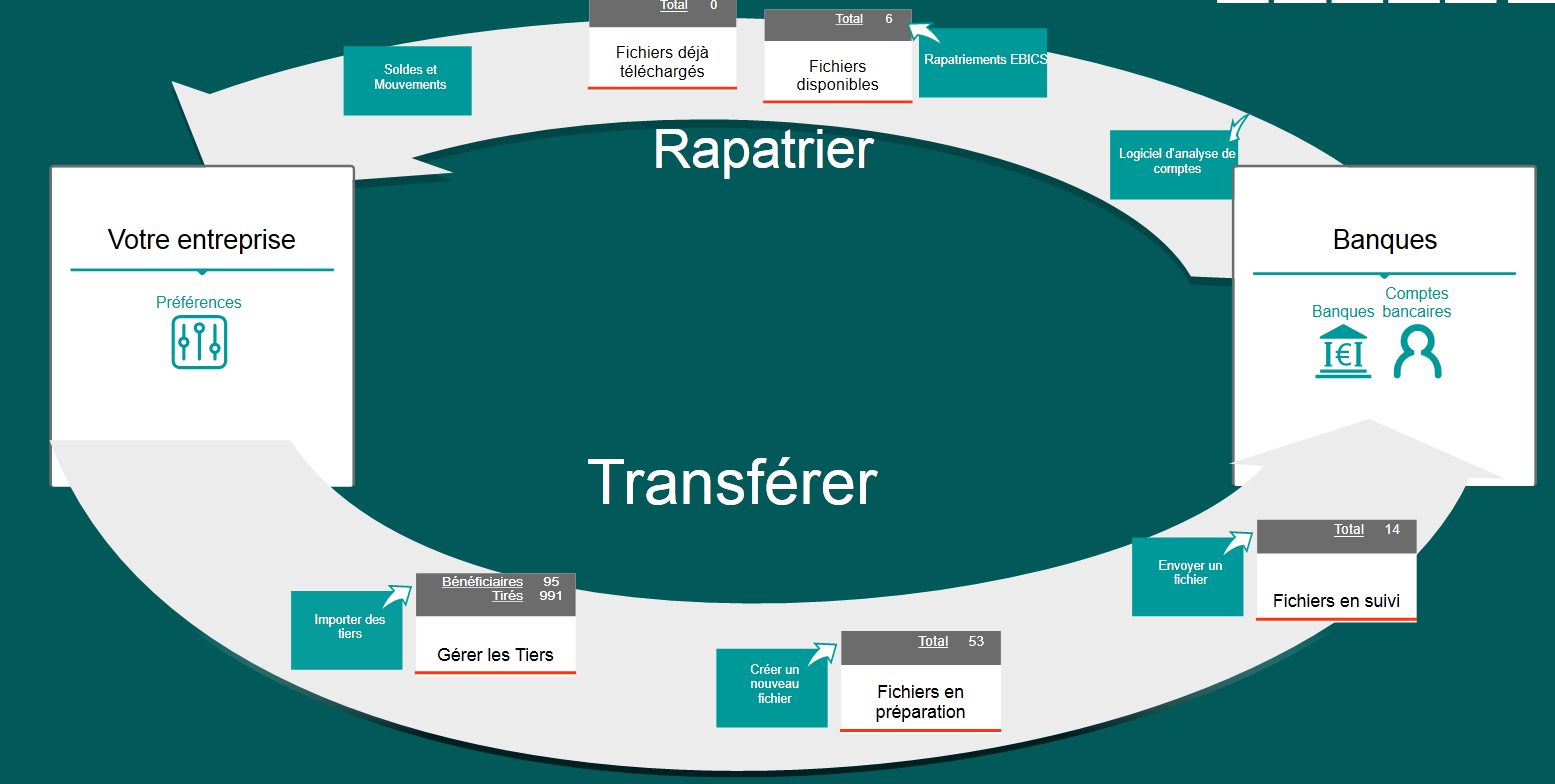 Total 0
Fichiers déjà
téléchargés
Total 6
Fichiers
disponibles
Rapatriements EBICS
Soldes et
Mouvements
Rapatrier
Logiciel d'analyse de
comptes
Votre entreprise
Préférences
Banques
Banques
Comptes
bancaires
I€I
Transférer
Importer des
tiers
Bénéficiaires 95
Tirés 991
Gérer les Tiers
Créer un
nouveau
fichier
Total 53
Fichiers en
préparation
Envoyer un
fichier
Total 14
Fichiers en suivi